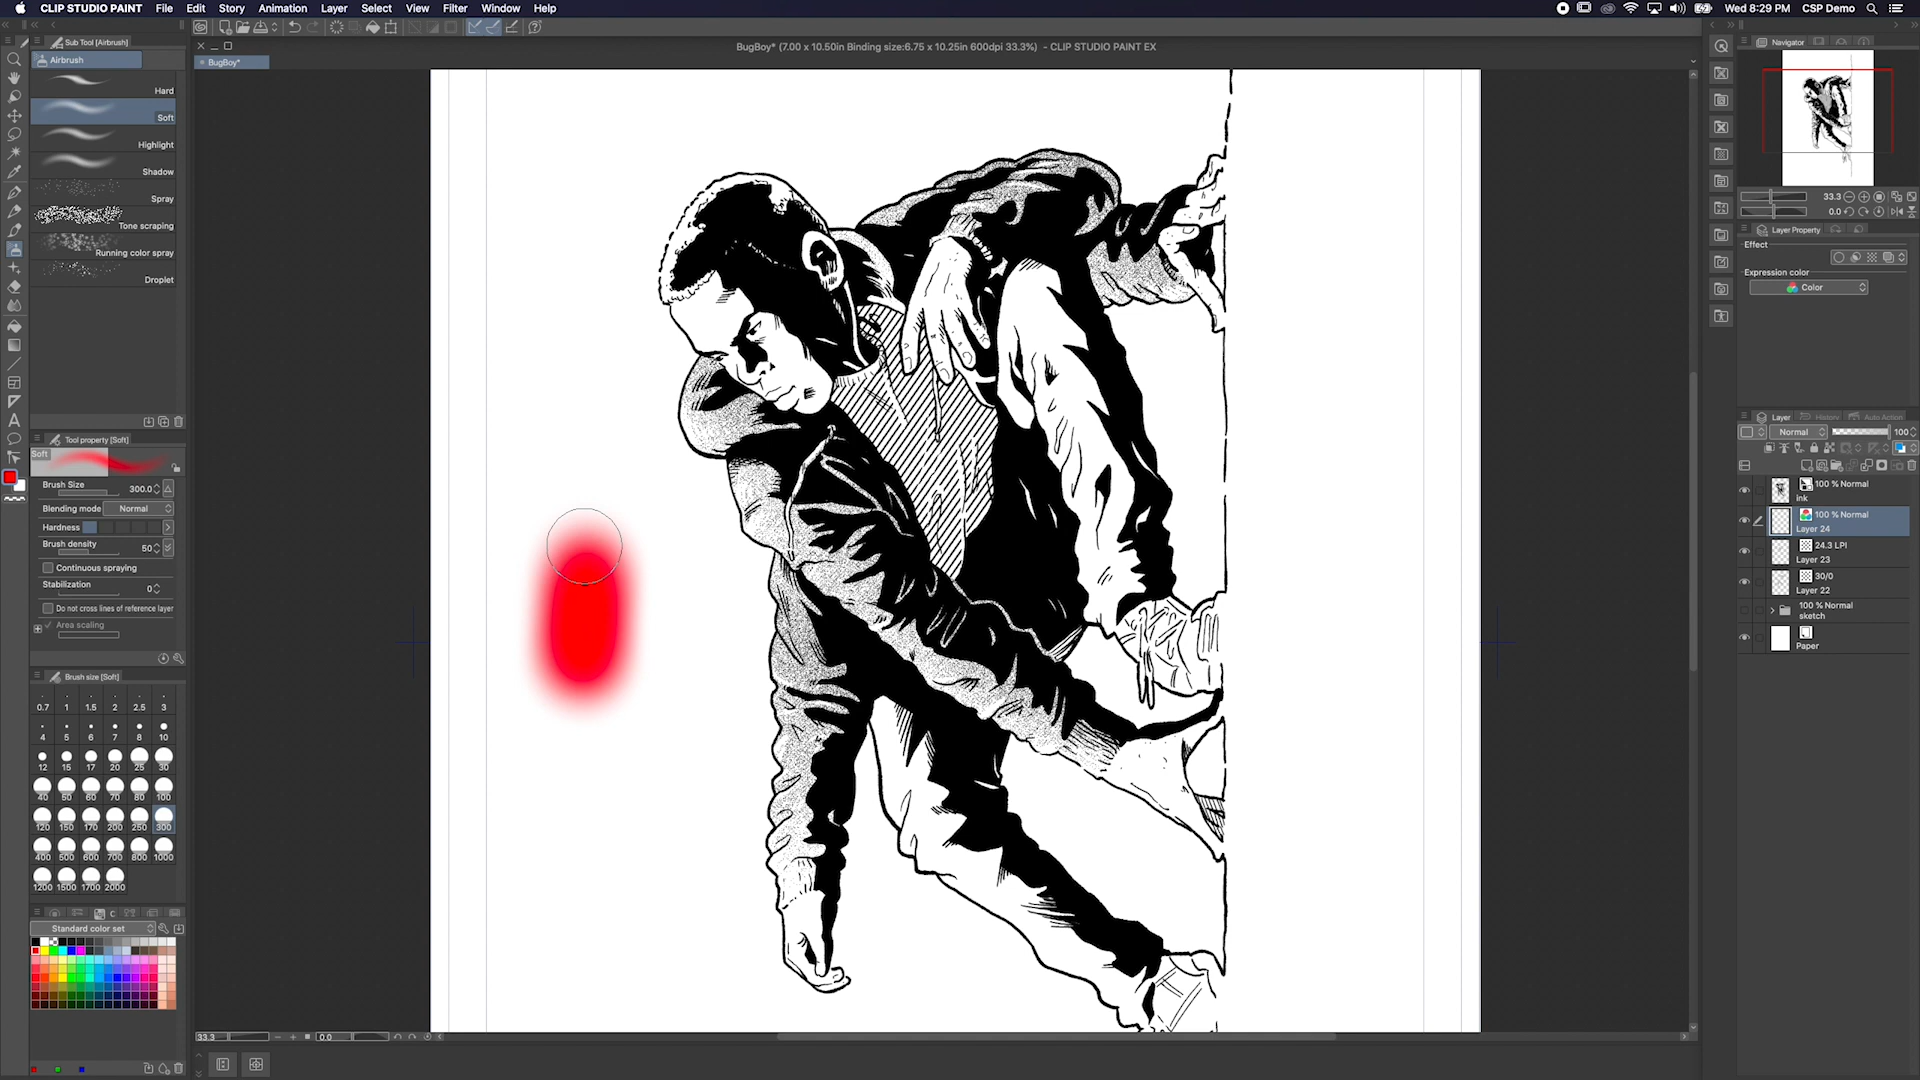 CLIP STUDIO PAINT File Edit Story Animation Layer Select View Filter Window Help
Wed 8:29 PM CSP Demo
BugBoy* (7.00 x 10.50in Binding size:6.75 x 10.25in 600dpi 33.3%) - CLIP STUDIO PAINT EX
BugBoy*
Sub Tool [Airbrush]
Airbrush
Hard
Soft
Highlight
Shadow
Spray
Tone scraping
Running color spray
Droplet
Tool property [Soft]
Soft
Brush Size 300.0
Blending mode Normal
Hardness
Brush density 50
Continuous spraying
Stabilization 0
Do not cross lines of reference layer
Area scaling
Brush size [Soft]
0.7 1 1.5 2 2.5 3
4 5 6 7 8 10
12 15 17 20 25 30
40 50 60 70 80 100
120 150 170 200 250 300
400 500 600 700 800 1000
1200 1500 1700 2000
C
Standard color set
33.3 0.0
Navigator
33.3
0.0
Layer Property
Effect
Expression color
Color
Layer History Auto Action
Normal 100
100 % Normal
ink
100 % Normal
Layer 24
24.3 LPI
Layer 23
30/0
Layer 22
100 % Normal
sketch
Paper